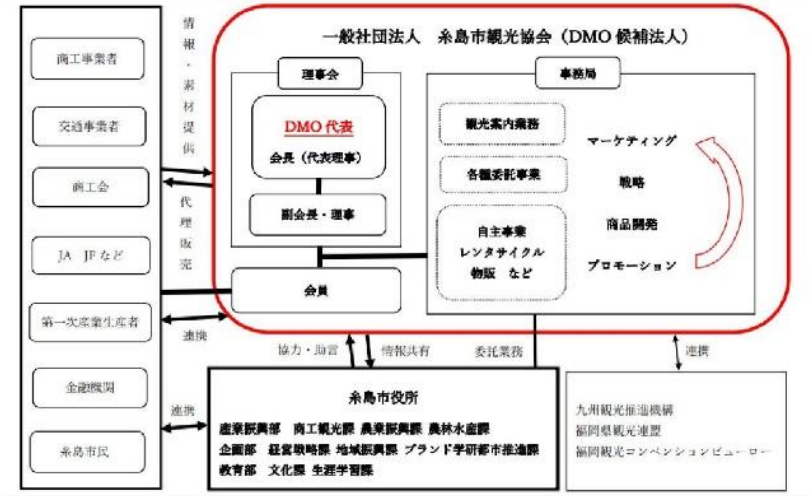 一般社団法人 糸島市観光協会(DMO候補法人)
商工事業者
交通事業者
商工会
JA JFなど
第一次産業生産者
金融機関
糸島市民
情報・素材提供
代理販売
連携
連携
理事会
DMO代表
会長(代表理事)
副会長・理事
会員
事務局
観光案内業務
各種委託事業
自主事業
レンタサイクル
物販 など
マーケティング
戦略
商品開発
プロモーション
協力・助言
情報共有
委託業務
連携
糸島市役所
産業振興部 商工観光課 農業振興課 農林水産課
企画部 経営戦略課 地域振興課 ブランド学研都市推進課
教育部 文化課 生涯学習課
九州観光推進機構
福岡県観光連盟
福岡観光コンベンションビューロー